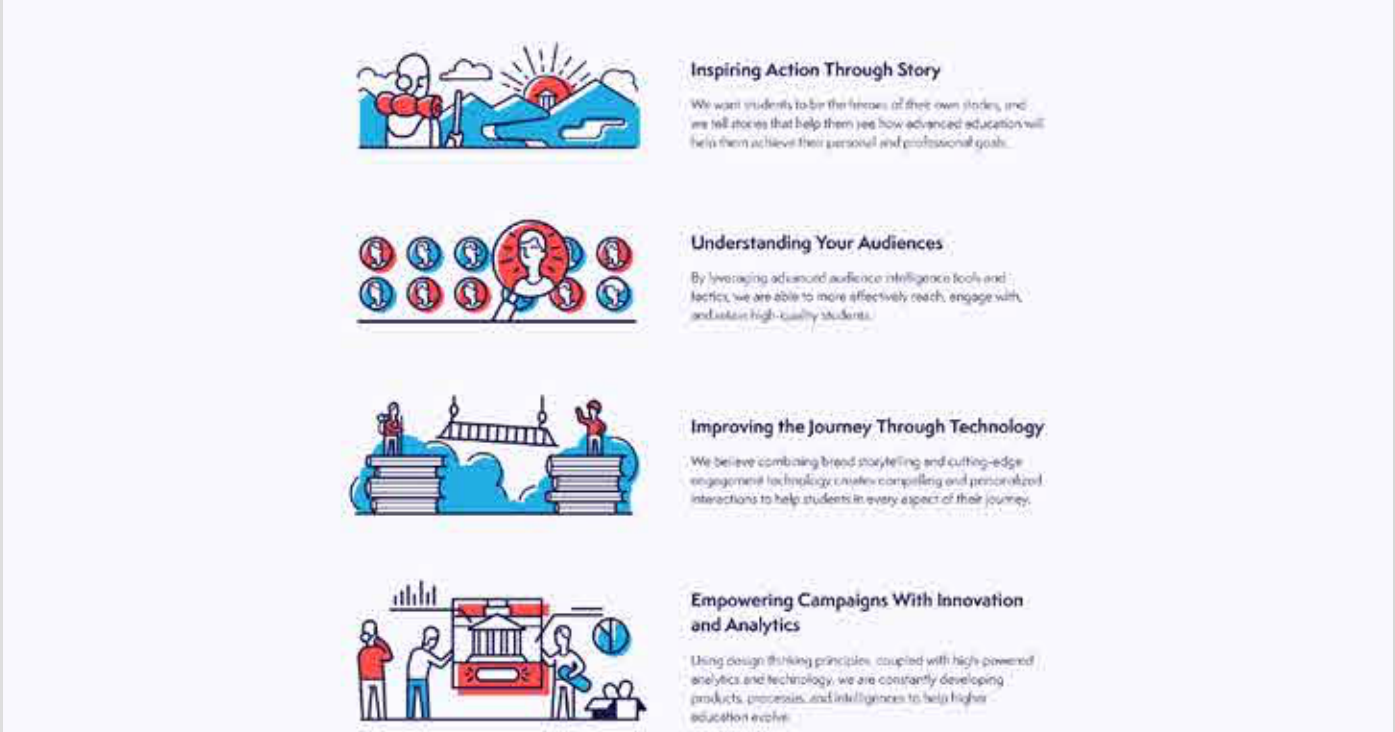 Inspiring Action Through Story
We want students to be the heroes of their own stories, and
we tell stories that help them see how advanced education will
help them achieve their personal and professional goals.
Understanding Your Audiences
By leveraging advanced audience intelligence tools and
tactics, we are able to more effectively reach, engage with,
and retain high-quality students.
Improving the Journey Through Technology
We believe combining brand storytelling and cutting-edge
engagement technology creates compelling and personalized
interactions to help students in every aspect of their journey.
Empowering Campaigns With Innovation
and Analytics
Using design thinking principles, coupled with high-powered
analytics and technology, we are constantly developing
products, processes, and intelligences to help higher
education evolve.